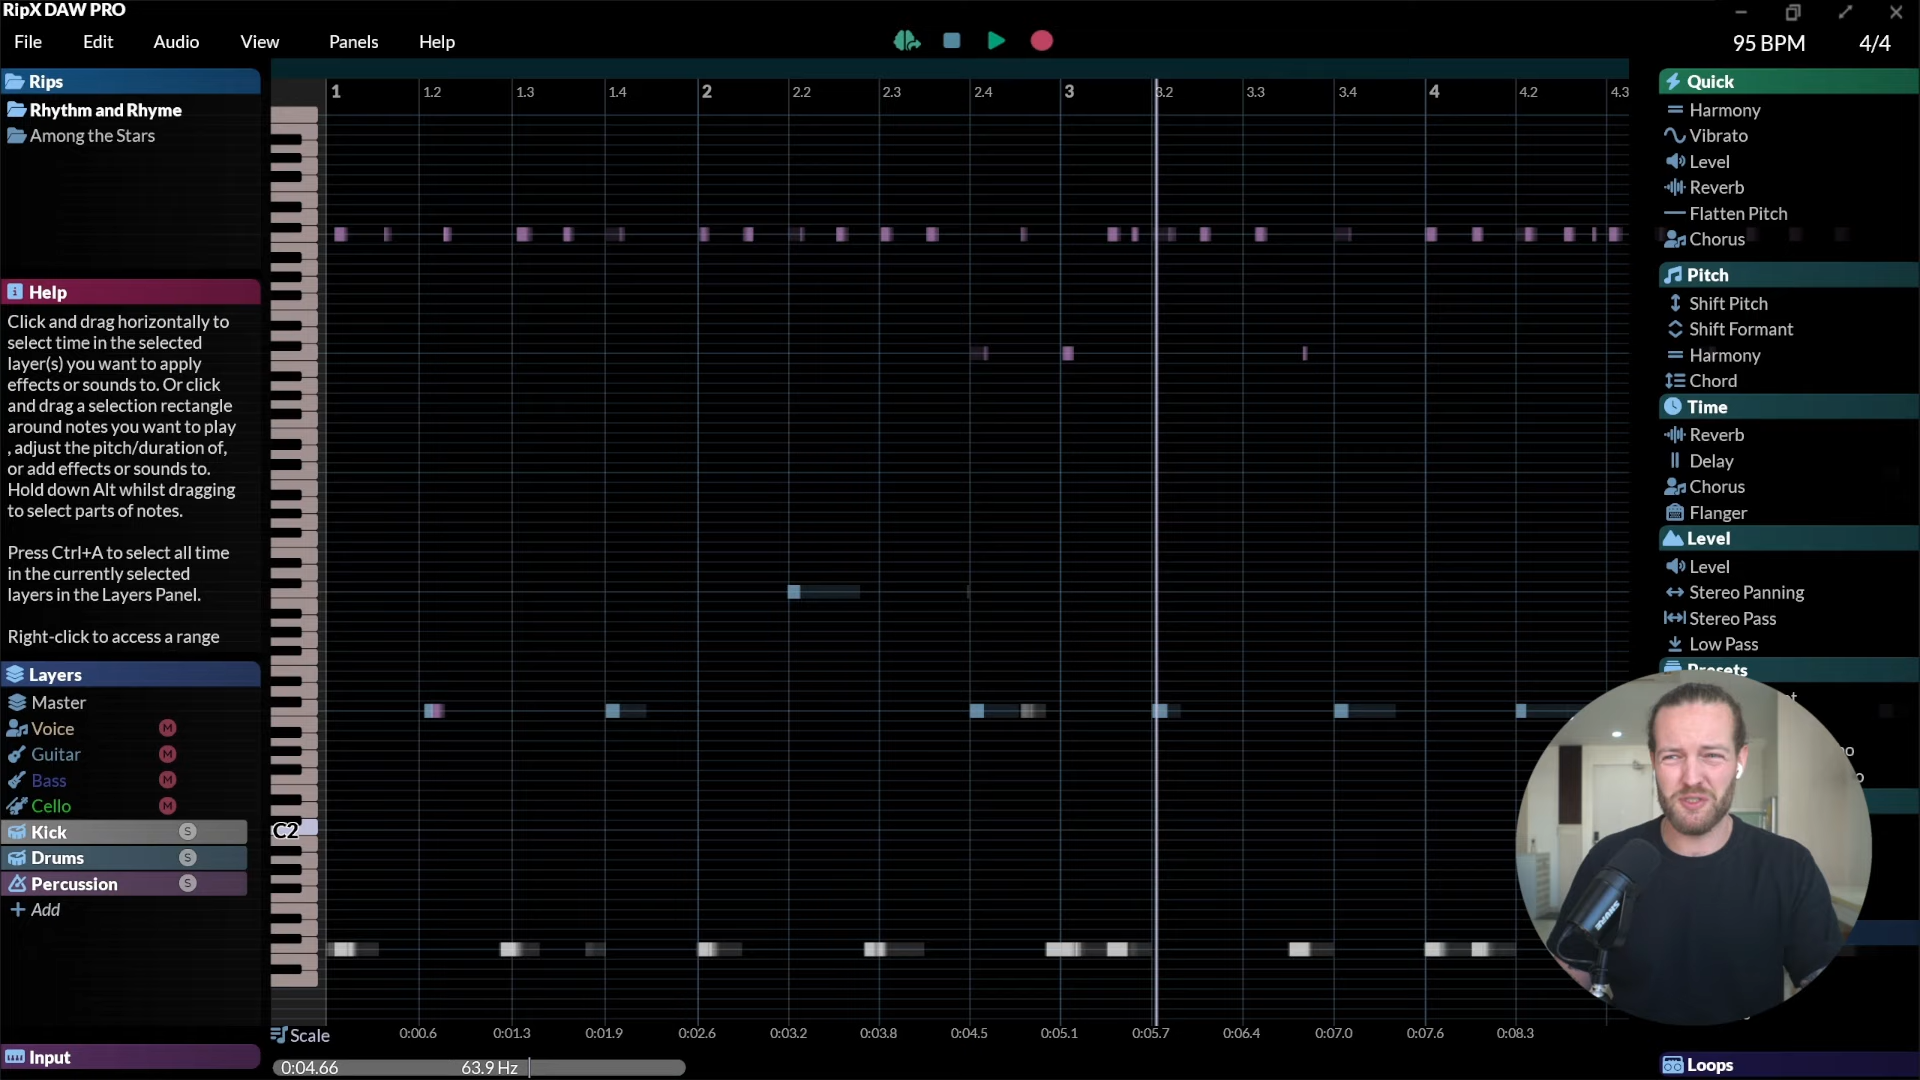 RipX DAW PRO
File Edit Audio View Panels Help
95 BPM 4/4
Rips
Rhythm and Rhyme
Among the Stars
Help
Click and drag horizontally to
select time in the selected
layer(s) you want to apply
effects or sounds to. Or click
and drag a selection rectangle
around notes you want to play
, adjust the pitch/duration of,
or add effects or sounds to.
Hold down Alt whilst dragging
to select parts of notes.
Press Ctrl+A to select all time
in the currently selected
layers in the Layers Panel.
Right-click to access a range
Layers
Master
Voice M
Guitar M
Bass M
Cello M
Kick S
Drums S
Percussion S
+ Add
Input
1 1.2 1.3 1.4 2 2.2 2.3 2.4 3 3.2 3.3 3.4 4 4.2 4.3
C2
Scale 0:00.6 0:01.3 0:01.9 0:02.6 0:03.2 0:03.8 0:04.5 0:05.1 0:05.7 0:06.4 0:07.0 0:07.6 0:08.3
0:04.66 63.9 Hz
Quick
Harmony
Vibrato
Level
Reverb
Flatten Pitch
Chorus
Pitch
Shift Pitch
Shift Formant
Harmony
Chord
Time
Reverb
Delay
Chorus
Flanger
Level
Level
Stereo Panning
Stereo Pass
Low Pass
Presets
Loops